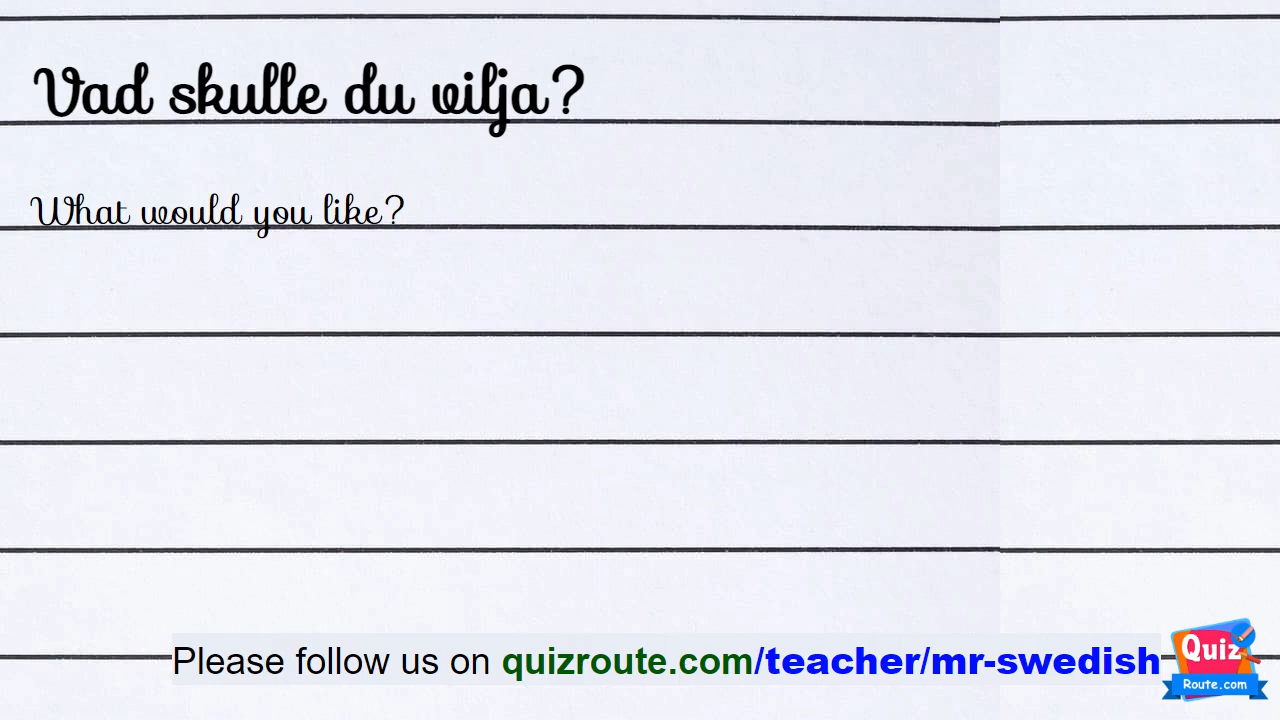 Vad skulle du vilja?
What would you like?
Please follow us on quizroute.com/teacher/mr-swedish
Quiz
Route.com